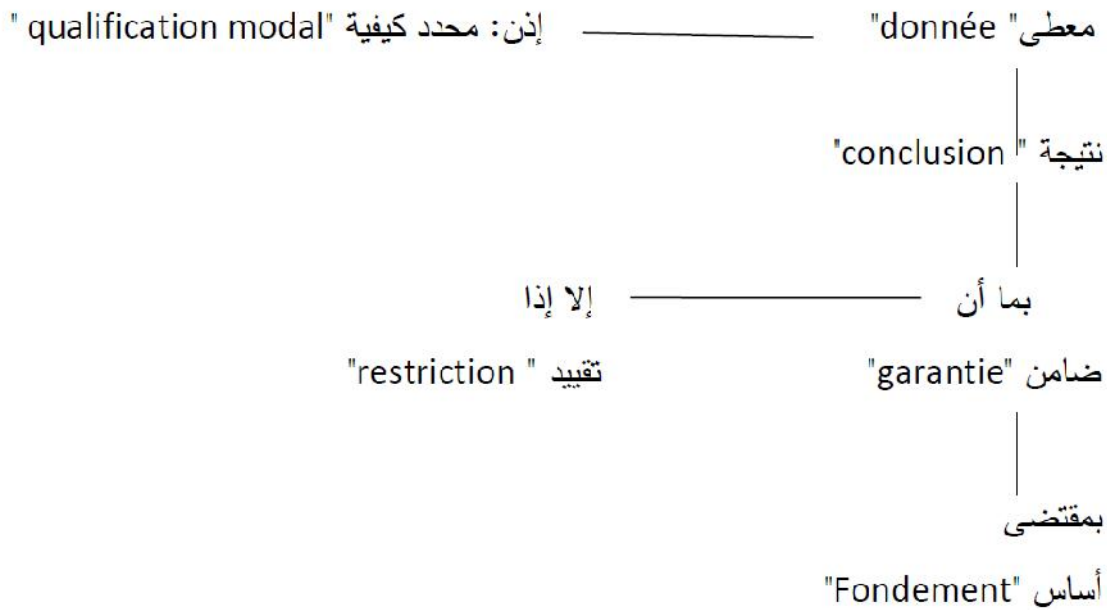 معطى "donnée" إذن: محدد كيفية "qualification modal "
نتيجة " conclusion"
بما أن إلا إذا
ضامن "garantie" تقييد " restriction"
بمقتضى
أساس "Fondement"